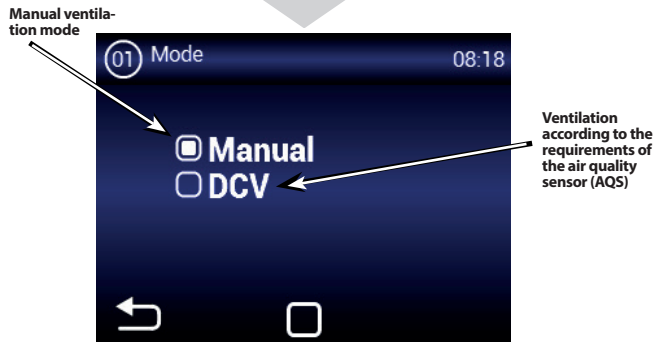 Manual ventila-
tion mode
01 Mode
08:18
Manual
DCV
Ventilation
according to the
requirements of
the air quality
sensor (AQS)